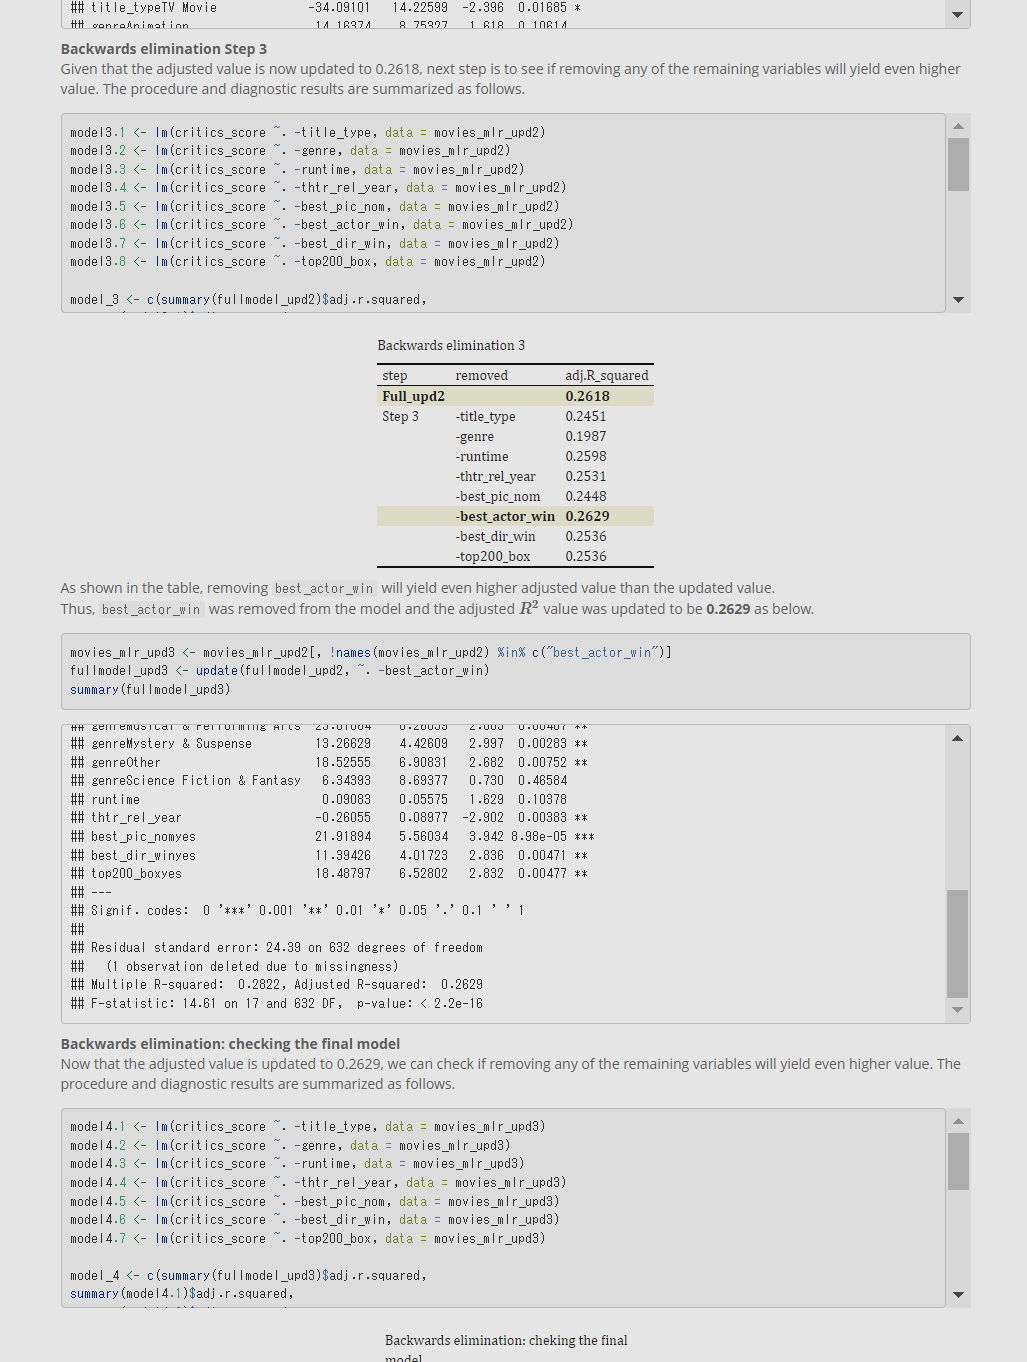 ## title_typeTV Movie -34.09101 14.22599 -2.396 0.01685 *
## genreAnimation 14.16374 8.75327 1.618 0.10614
Backwards elimination Step 3
Given that the adjusted value is now updated to 0.2618, next step is to see if removing any of the remaining variables will yield even higher
value. The procedure and diagnostic results are summarized as follows.
model3.1 <- lm(critics_score ~. -title_type, data = movies_mlr_upd2)
model3.2 <- lm(critics_score ~. -genre, data = movies_mlr_upd2)
model3.3 <- lm(critics_score ~. -runtime, data = movies_mlr_upd2)
model3.4 <- lm(critics_score ~. -thtr_rel_year, data = movies_mlr_upd2)
model3.5 <- lm(critics_score ~. -best_pic_nom, data = movies_mlr_upd2)
model3.6 <- lm(critics_score ~. -best_actor_win, data = movies_mlr_upd2)
model3.7 <- lm(critics_score ~. -best_dir_win, data = movies_mlr_upd2)
model3.8 <- lm(critics_score ~. -top200_box, data = movies_mlr_upd2)
model_3 <- c(summary(fullmodel_upd2)$adj.r.squared,
Backwards elimination 3
step removed adj.R_squared
Full_upd2 0.2618
Step 3 -title_type 0.2451
-genre 0.1987
-runtime 0.2598
-thtr_rel_year 0.2531
-best_pic_nom 0.2448
-best_actor_win 0.2629
-best_dir_win 0.2536
-top200_box 0.2536
As shown in the table, removing best_actor_win will yield even higher adjusted value than the updated value.
Thus, best_actor_win was removed from the model and the adjusted R² value was updated to be 0.2629 as below.
movies_mlr_upd3 <- movies_mlr_upd2[, !names(movies_mlr_upd2) %in% c("best_actor_win")]
fullmodel_upd3 <- update(fullmodel_upd2, ~. -best_actor_win)
summary(fullmodel_upd3)
## genreMusical & Performing Arts
## genreMystery & Suspense 13.26629 4.42609 2.997 0.00283 **
## genreOther 18.52555 6.90831 2.682 0.00752 **
## genreScience Fiction & Fantasy 6.34393 8.69377 0.730 0.46584
## runtime 0.09083 0.05575 1.629 0.10378
## thtr_rel_year -0.26055 0.08977 -2.902 0.00383 **
## best_pic_nomyes 21.91894 5.56034 3.942 8.98e-05 ***
## best_dir_winyes 11.39426 4.01723 2.836 0.00471 **
## top200_boxyes 18.48797 6.52802 2.832 0.00477 **
## ---
## Signif. codes: 0 '***' 0.001 '**' 0.01 '*' 0.05 '.' 0.1 ' ' 1
##
## Residual standard error: 24.39 on 632 degrees of freedom
## (1 observation deleted due to missingness)
## Multiple R-squared: 0.2822, Adjusted R-squared: 0.2629
## F-statistic: 14.61 on 17 and 632 DF, p-value: < 2.2e-16
Backwards elimination: checking the final model
Now that the adjusted value is updated to 0.2629, we can check if removing any of the remaining variables will yield even higher value. The
procedure and diagnostic results are summarized as follows.
model4.1 <- lm(critics_score ~. -title_type, data = movies_mlr_upd3)
model4.2 <- lm(critics_score ~. -genre, data = movies_mlr_upd3)
model4.3 <- lm(critics_score ~. -runtime, data = movies_mlr_upd3)
model4.4 <- lm(critics_score ~. -thtr_rel_year, data = movies_mlr_upd3)
model4.5 <- lm(critics_score ~. -best_pic_nom, data = movies_mlr_upd3)
model4.6 <- lm(critics_score ~. -best_dir_win, data = movies_mlr_upd3)
model4.7 <- lm(critics_score ~. -top200_box, data = movies_mlr_upd3)
model_4 <- c(summary(fullmodel_upd3)$adj.r.squared,
summary(model4.1)$adj.r.squared,
Backwards elimination: cheking the final
model